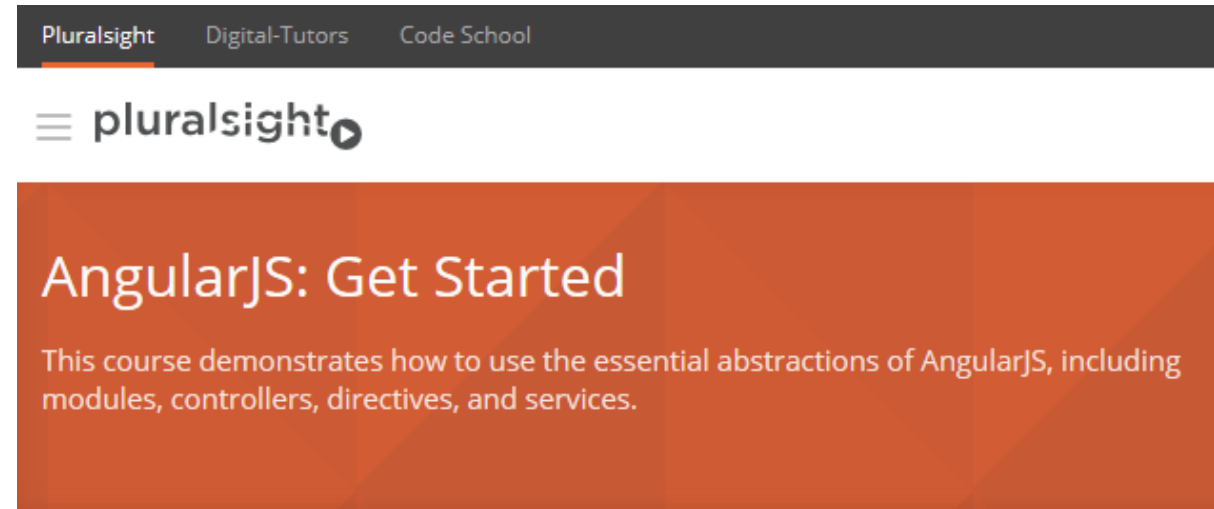 Pluralsight Digital-Tutors Code School
pluralsight
AngularJS: Get Started
This course demonstrates how to use the essential abstractions of AngularJS, including
modules, controllers, directives, and services.